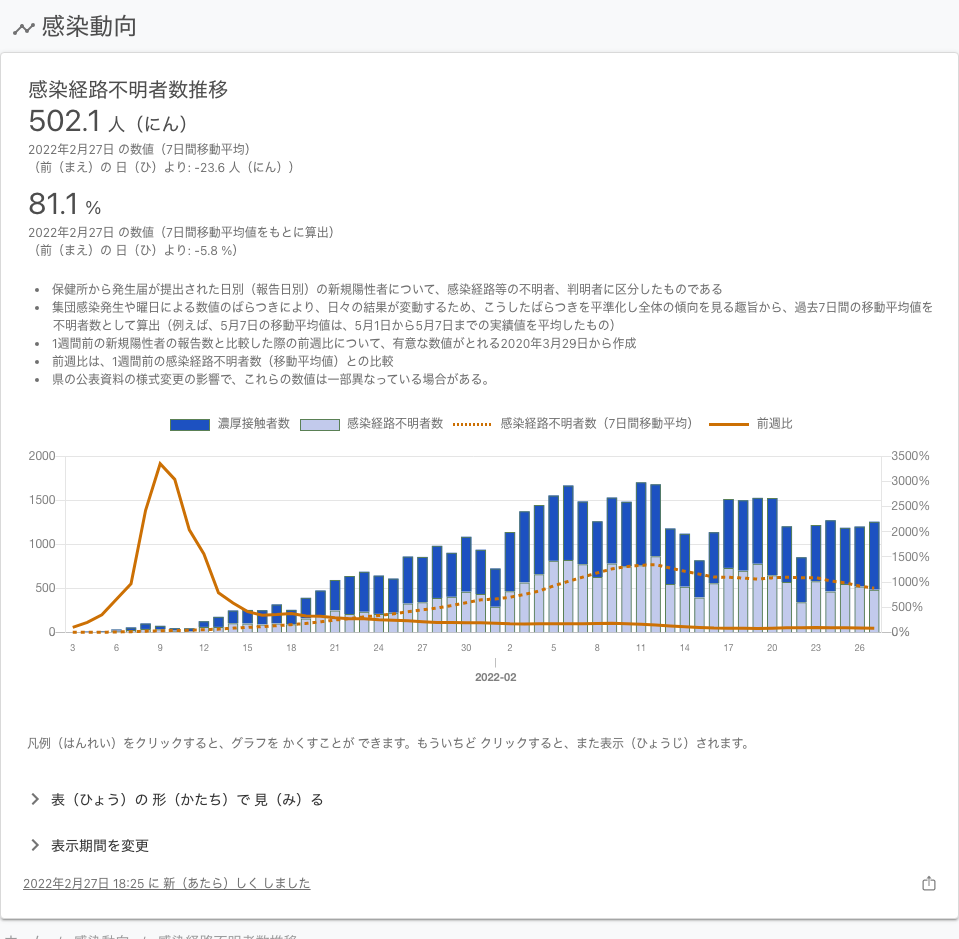 感染動向
感染経路不明者数推移
502.1 人（にん）
2022年2月27日 の数値（7日間移動平均）
（前（まえ）の 日（ひ）より: -23.6 人（にん））
81.1 %
2022年2月27日 の数値（7日間移動平均値をもとに算出）
（前（まえ）の 日（ひ）より: -5.8 %）
• 保健所から発生届が提出された日別（報告日別）の新規陽性者について、感染経路等の不明者、判明者に区分したものである
• 集団感染発生や曜日による数値のばらつきにより、日々の結果が変動するため、こうしたばらつきを平準化し全体の傾向を見る趣旨から、過去7日間の移動平均値を
不明者数として算出（例えば、5月7日の移動平均値は、5月1日から5月7日までの実績値を平均したもの）
• 1週間前の新規陽性者の報告数と比較した際の前週比について、有意な数値がとれる2020年3月29日から作成
• 前週比は、1週間前の感染経路不明者数（移動平均値）との比較
• 県の公表資料の様式変更の影響で、これらの数値は一部異なっている場合がある。
濃厚接触者数 感染経路不明者数 感染経路不明者数（7日間移動平均） 前週比
2000 3500%
3000%
1500 2500%
2000%
1000 1500%
1000%
500 500%
0 0%
3 6 9 12 15 18 21 24 27 30 2 5 8 11 14 17 20 23 26
2022-02
凡例（はんれい）をクリックすると、グラフを かくすことが できます。もういちど クリックすると、また表示（ひょうじ）されます。
表（ひょう）の 形（かたち）で 見（み）る
表示期間を変更
2022年2月27日 18:25 に 新（あたら）しく しました